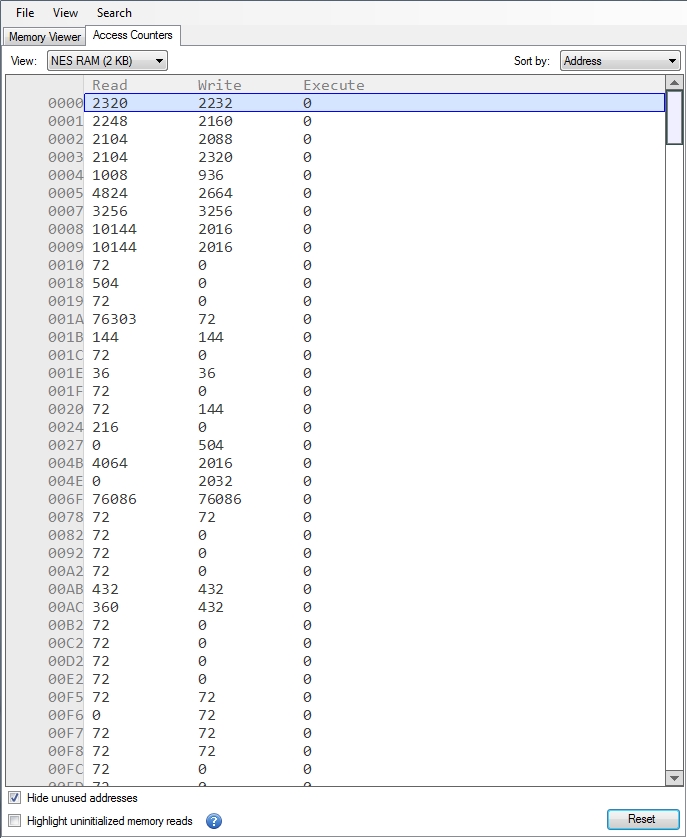 File View Search
Memory Viewer Access Counters
View: NES RAM (2 KB) Sort by: Address
Read Write Execute
0000 2320 2232 0
0001 2248 2160 0
0002 2104 2088 0
0003 2104 2320 0
0004 1008 936 0
0005 4824 2664 0
0007 3256 3256 0
0008 10144 2016 0
0009 10144 2016 0
0010 72 0 0
0018 504 0 0
0019 72 0 0
001A 76303 72 0
001B 144 144 0
001C 72 0 0
001E 36 36 0
001F 72 0 0
0020 72 144 0
0024 216 0 0
0027 0 504 0
004B 4064 2016 0
004E 0 2032 0
006F 76086 76086 0
0078 72 72 0
0082 72 0 0
0092 72 0 0
00A2 72 0 0
00AB 432 432 0
00AC 360 432 0
00B2 72 0 0
00C2 72 0 0
00D2 72 0 0
00E2 72 0 0
00F5 72 72 0
00F6 0 72 0
00F7 72 72 0
00F8 72 72 0
00FC 72 0 0
Hide unused addresses
Highlight uninitialized memory reads ? Reset